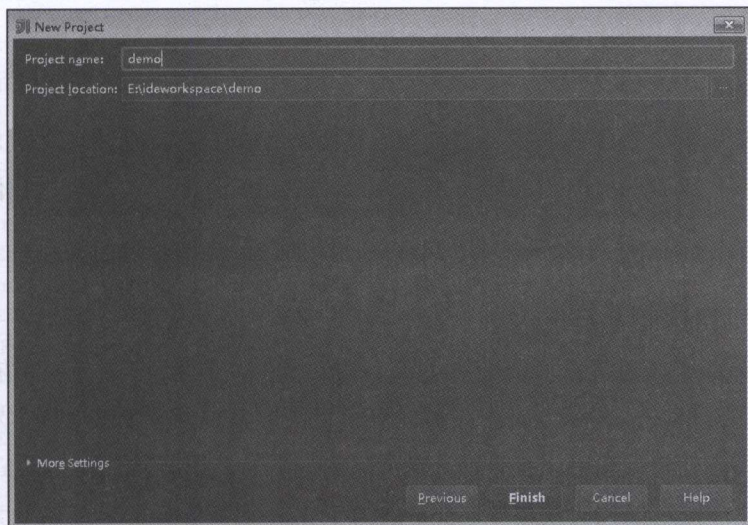 New Project
Project name: demo
Project location: E:\ideworkspace\demo ...
More Settings
Previous Finish Cancel Help